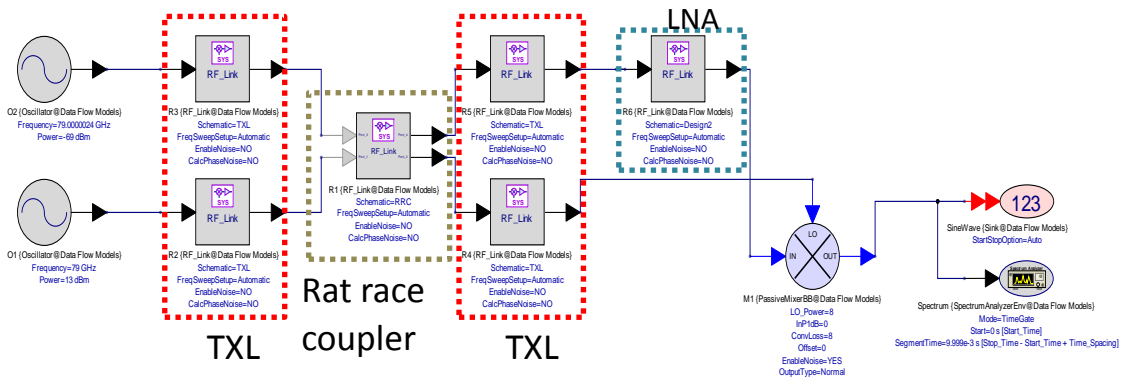 LNA
SYS
RF_Link
O2 {Oscillator@Data Flow Models}
Frequency=79.0000024 GHz
Power=-69 dBm
R3 {RF_Link@Data Flow Models}
Schematic=TXL
FreqSweepSetup=Automatic
EnableNoise=NO
CalcPhaseNoise=NO
SYS
RF_Link
R5 {RF_Link@Data Flow Models}
Schematic=TXL
FreqSweepSetup=Automatic
EnableNoise=NO
CalcPhaseNoise=NO
SYS
RF_Link
R6 {RF_Link@Data Flow Models}
Schematic=Design2
FreqSweepSetup=Automatic
EnableNoise=NO
CalcPhaseNoise=NO
SYS
RF_Link
R1 {RF_Link@Data Flow Models}
Schematic=RRC
FreqSweepSetup=Automatic
EnableNoise=NO
CalcPhaseNoise=NO
SYS
RF_Link
O1 {Oscillator@Data Flow Models}
Frequency=79 GHz
Power=13 dBm
R2 {RF_Link@Data Flow Models}
Schematic=TXL
FreqSweepSetup=Automatic
EnableNoise=NO
CalcPhaseNoise=NO
SYS
RF_Link
R4 {RF_Link@Data Flow Models}
Schematic=TXL
FreqSweepSetup=Automatic
EnableNoise=NO
CalcPhaseNoise=NO
LO
IN
OUT
M1 {PassiveMixerBB@Data Flow Models}
LO_Power=8
InP1dB=0
ConvLoss=8
Offset=0
EnableNoise=YES
OutputType=Normal
123
SineWave {Sink@Data Flow Models}
StartStopOption=Auto
Spectrum Analyzer
Spectrum {SpectrumAnalyzerEnv@Data Flow Models}
Mode=TimeGate
Start=0 s [Start_Time]
SegmentTime=9.999e-3 s [Stop_Time - Start_Time + Time_Spacing]
Rat race
coupler
TXL
TXL